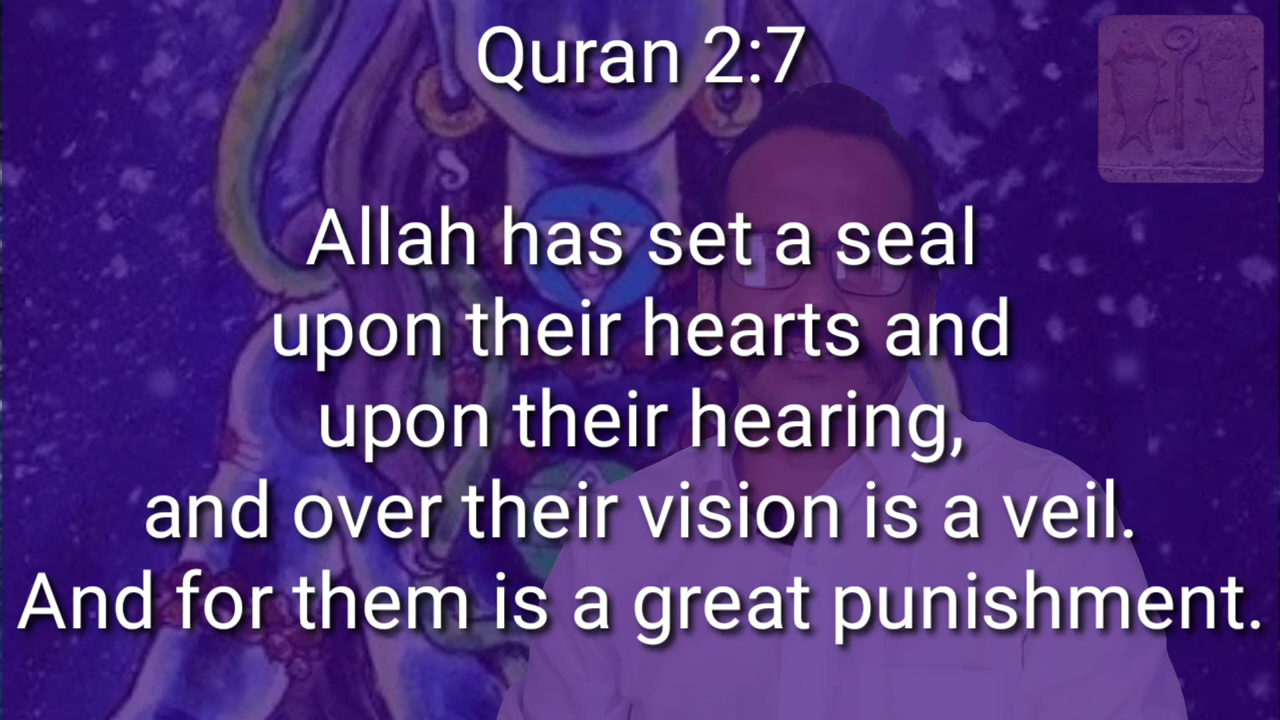 Quran 2:7
Allah has set a seal
upon their hearts and
upon their hearing,
and over their vision is a veil.
And for them is a great punishment.